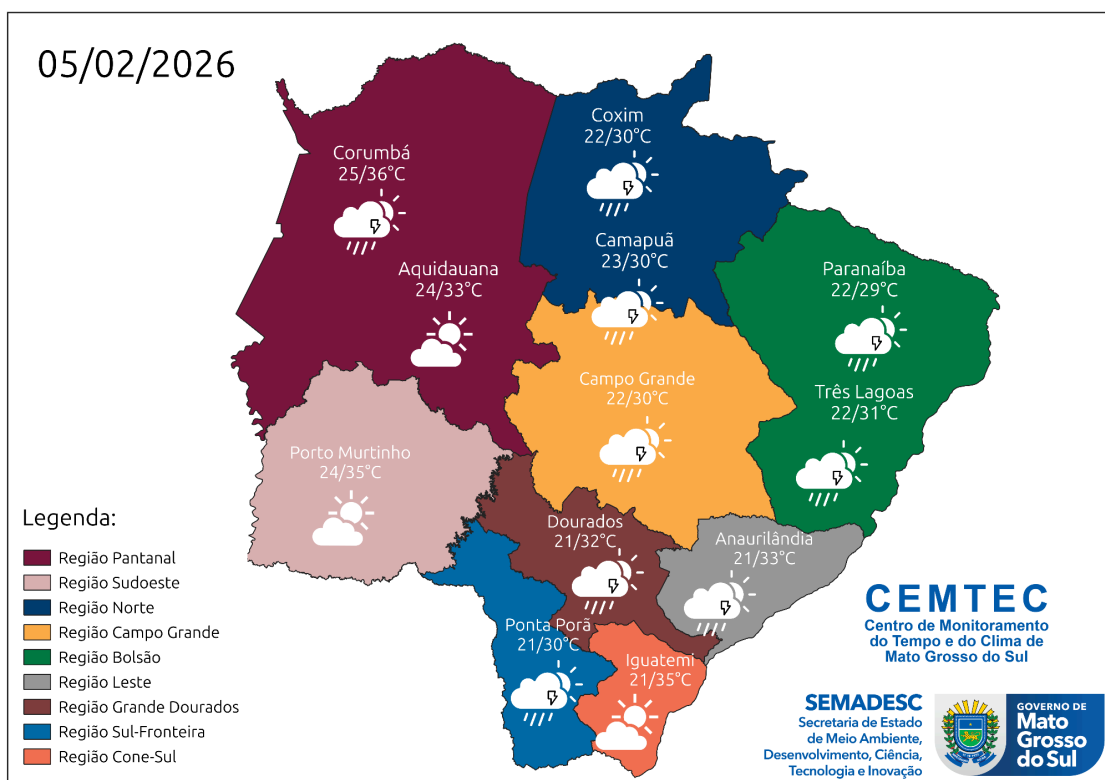 05/02/2026
Coxim
22/30°C
Corumbá
25/36°C
Camapuã
23/30°C
Aquidauana
24/33°C
Paranaíba
22/29°C
Campo Grande
22/30°C
Três Lagoas
22/31°C
Porto Murtinho
24/35°C
Dourados
21/32°C
Anaurilândia
21/33°C
Ponta Porã
21/30°C
Iguatemi
21/35°C
Legenda:
Região Pantanal
Região Sudoeste
Região Norte
Região Campo Grande
Região Bolsão
Região Leste
Região Grande Dourados
Região Sul-Fronteira
Região Cone-Sul
CEMTEC
Centro de Monitoramento
do Tempo e do Clima de
Mato Grosso do Sul
SEMADESC
Secretaria de Estado
de Meio Ambiente,
Desenvolvimento, Ciência,
Tecnologia e Inovação
GOVERNO DE
Mato
Grosso
do Sul